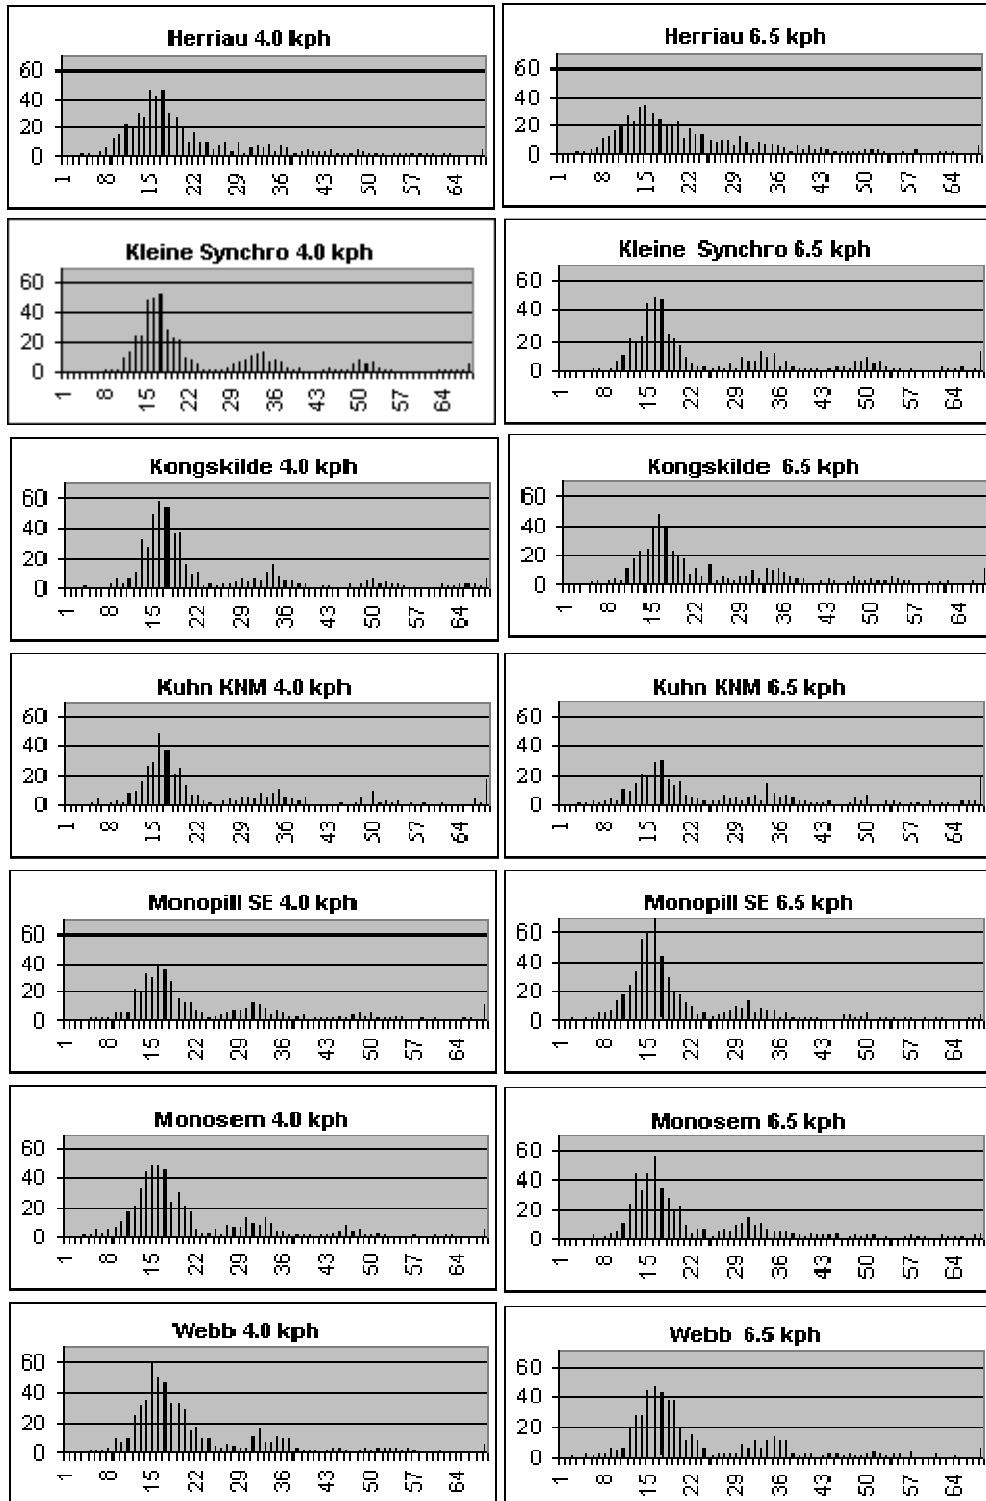 Herriau 4.0 kph
60
40
20
0
1 8 15 22 29 36 43 50 57 64
Herriau 6.5 kph
60
40
20
0
1 8 15 22 29 36 43 50 57 64
Kleine Synchro 4.0 kph
60
40
20
0
1 8 15 22 29 36 43 50 57 64
Kleine Synchro 6.5 kph
60
40
20
0
1 8 15 22 29 36 43 50 57 64
Kongskilde 4.0 kph
60
40
20
0
1 8 15 22 29 36 43 50 57 64
Kongskilde 6.5 kph
60
40
20
0
1 8 15 22 29 36 43 50 57 64
Kuhn KNM 4.0 kph
60
40
20
0
1 8 15 22 29 36 43 50 57 64
Kuhn KNM 6.5 kph
60
40
20
0
1 8 15 22 29 36 43 50 57 64
Monopill SE 4.0 kph
60
40
20
0
1 8 15 22 29 36 43 50 57 64
Monopill SE 6.5 kph
60
40
20
0
1 8 15 22 29 36 43 50 57 64
Monosem 4.0 kph
60
40
20
0
1 8 15 22 29 36 43 50 57 64
Monosem 6.5 kph
60
40
20
0
1 8 15 22 29 36 43 50 57 64
Webb 4.0 kph
60
40
20
0
1 8 15 22 29 36 43 50 57 64
Webb 6.5 kph
60
40
20
0
1 8 15 22 29 36 43 50 57 64